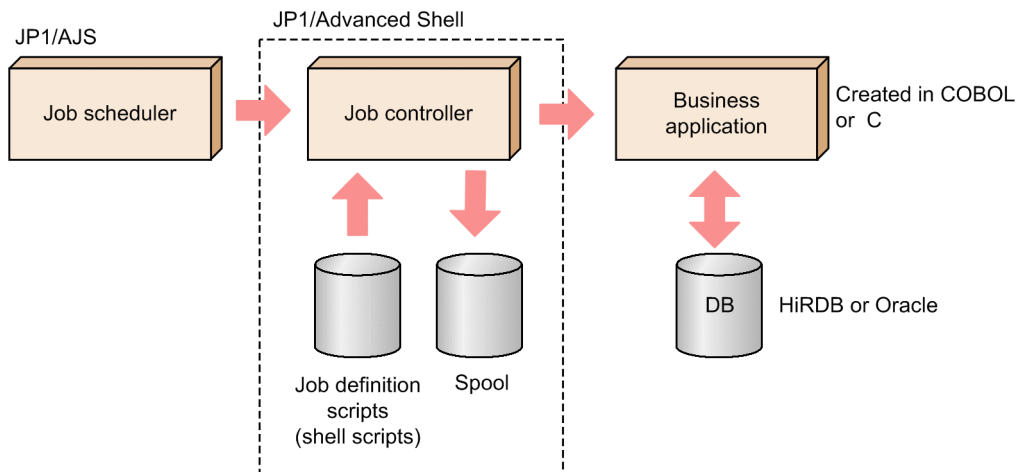 JP1/Advanced Shell
JP1/AJS
Job scheduler
Job controller
Business
application
Created in COBOL
or C
DB
HiRDB or Oracle
Job definition
scripts
(shell scripts)
Spool